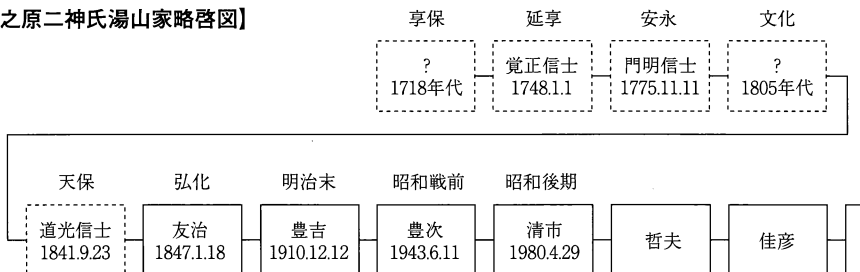 之原二神氏湯山家略啓図】
享保
延享
安永
文化
?
1718年代
覚正信士
1748.1.1
門明信士
1775.11.11
?
1805年代
天保
弘化
明治末
昭和戦前
昭和後期
道光信士
1841.9.23
友治
1847.1.18
豊吉
1910.12.12
豊次
1943.6.11
清市
1980.4.29
哲夫
佳彦